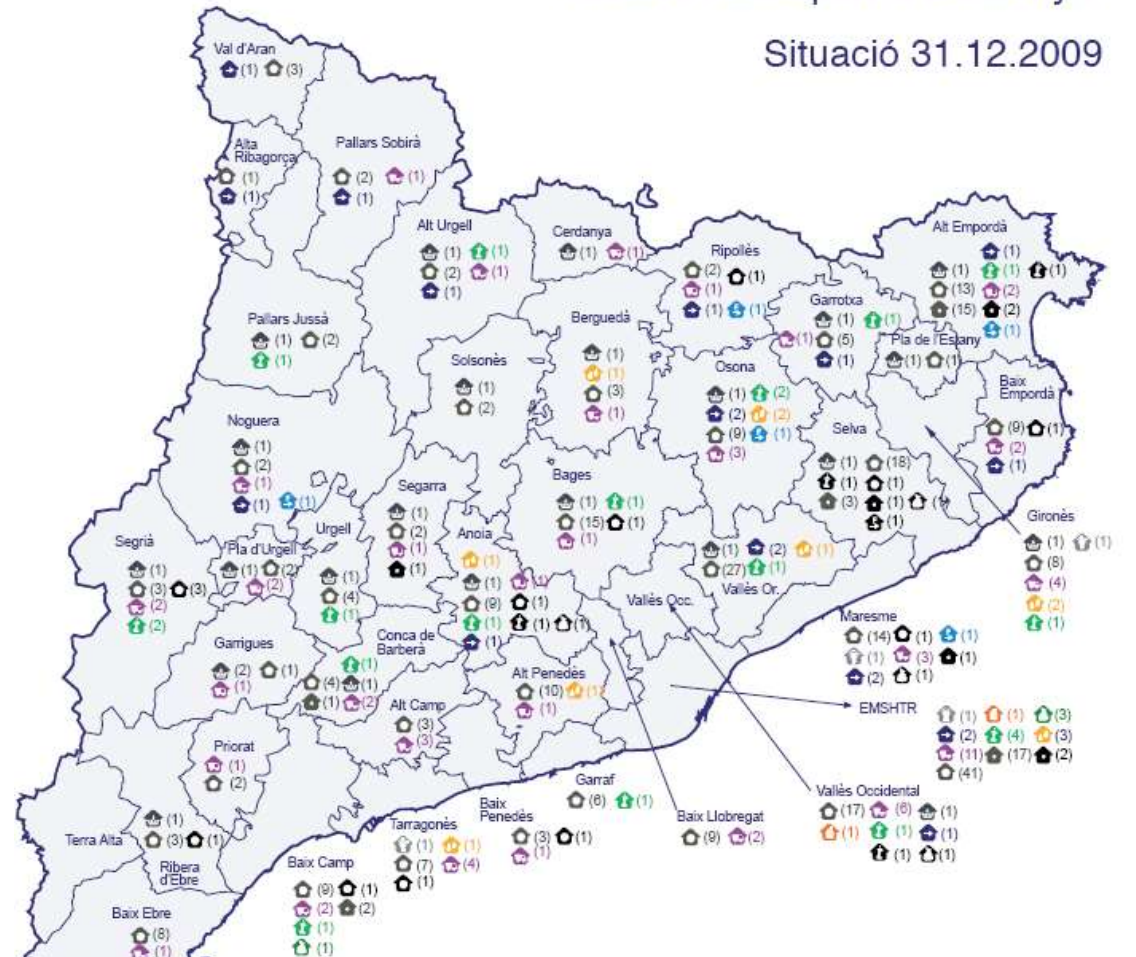 Situació 31.12.2009
Val d'Aran
(1) (3)
Alta
Ribagorça
(1)
(1)
Pallars Sobirà
(2) (1)
(1)
Alt Urgell
(1) (1)
(2) (1)
(1)
Cerdanya
(1) (1)
Ripollès
(2) (1)
(1)
(1) (1)
Alt Empordà
(1)
(1) (1) (1)
(13) (2)
(15) (2)
(1)
Garrotxa
(1) (1)
(1) (5)
(1)
Pla de l'Estany
(1) (1)
Pallars Jussà
(1) (2)
(1)
Solsonès
(1)
(2)
Berguedà
(1)
(1)
(3)
(1)
Osona
(1) (2)
(2) (2)
(9) (1)
(3)
Baix
Empordà
(9) (1)
(2)
(1)
Selva
(1) (18)
(1) (1)
(3) (1)
(1)
Noguera
(1)
(2)
(1)
(1) (1)
Segarra
(1)
(2)
(1)
(1)
Bages
(1) (1)
(15) (1)
(1)
Gironès
(1) (1)
(8)
(4)
(2)
(1)
Segrià
(1)
(3) (3)
(2)
(2)
Pla d'Urgell
(1) (2)
(2)
Urgell
(1)
(4)
(1)
Anoia
(1)
(1) (1)
(9) (1)
(1) (1) (1)
(1)
Vallès Or.
(1) (2) (1)
(27) (1)
Vallès Occ.
Maresme
(14) (1) (1)
(1) (3) (1)
(2) (1)
Garrigues
(2) (1)
(1)
Conca de
Barberà
(1)
(4) (1)
(1) (2)
Alt Penedès
(10) (1)
(1)
Alt Camp
(3)
(3)
EMSHTR
(1) (1) (3)
(2) (4) (3)
(11) (17) (2)
(41)
Priorat
(1)
(2)
Garraf
(6) (1)
Vallès Occidental
(17) (6) (1)
(1) (1) (1)
(1) (1)
Baix
Penedès
(3) (1)
(1)
Baix Llobregat
(9) (2)
Tarragonès
(1) (1)
(7) (4)
(1)
Terra Alta
(1)
(3) (1)
Ribera
d'Ebre
Baix Camp
(9) (1)
(2) (2)
(1)
(1)
Baix Ebre
(8)
(1)